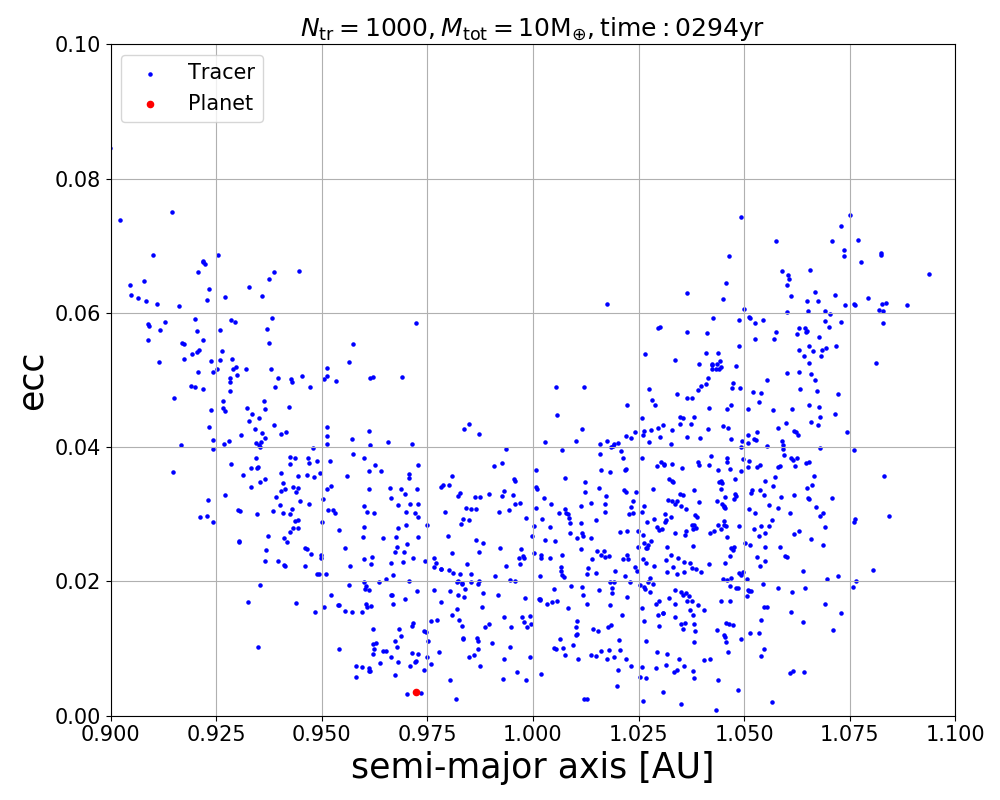 N_tr = 1000, M_tot = 10M_⊕, time : 0294yr
Tracer
Planet
ecc
0.10
0.08
0.06
0.04
0.02
0.00
0.900 0.925 0.950 0.975 1.000 1.025 1.050 1.075 1.100
semi-major axis [AU]